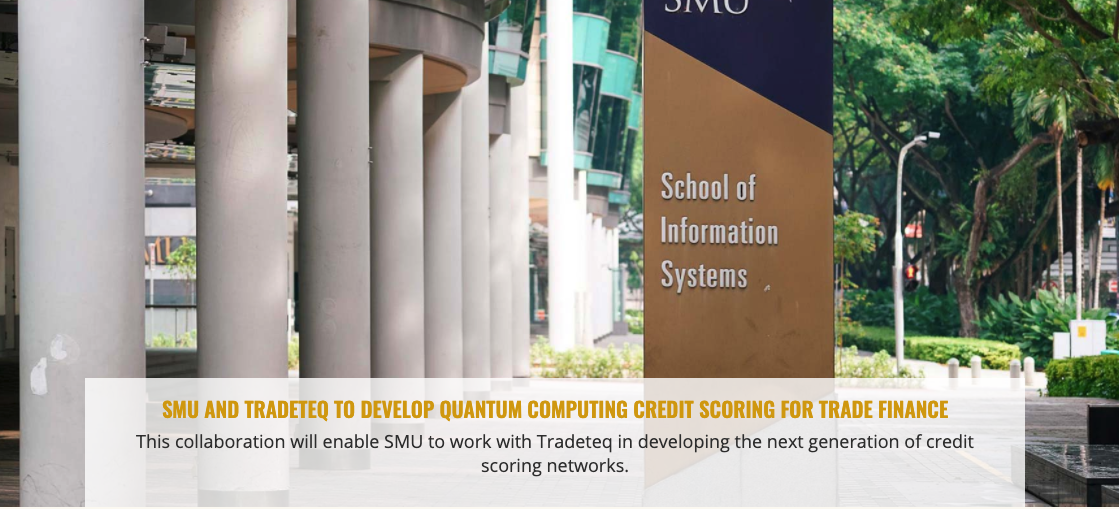 SMU
School of
Information
Systems
SMU AND TRADETEQ TO DEVELOP QUANTUM COMPUTING CREDIT SCORING FOR TRADE FINANCE
This collaboration will enable SMU to work with Tradeteq in developing the next generation of credit
scoring networks.